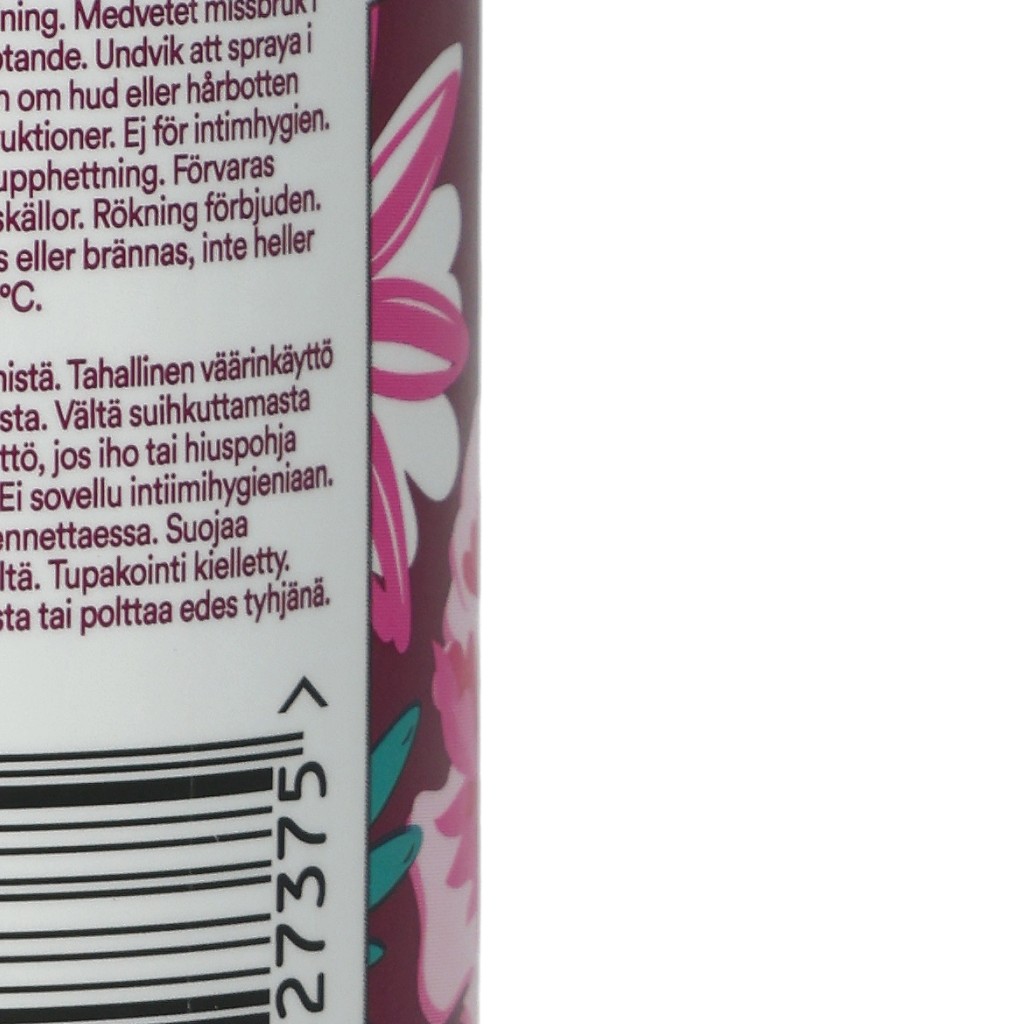 ning. Medvetet missbruk i
ptande. Undvik att spraya i
n om hud eller hårbotten
uktioner. Ej för intimhygien.
upphettning. Förvaras
skällor. Rökning förbjuden.
s eller brännas, inte heller
°C.
nistä. Tahallinen väärinkäyttö
sta. Vältä suihkuttamasta
ttö, jos iho tai hiuspohja
Ei sovellu intiimihygieniaan.
ennettaessa. Suojaa
ltä. Tupakointi kielletty.
sta tai polttaa edes tyhjänä.
27375 >